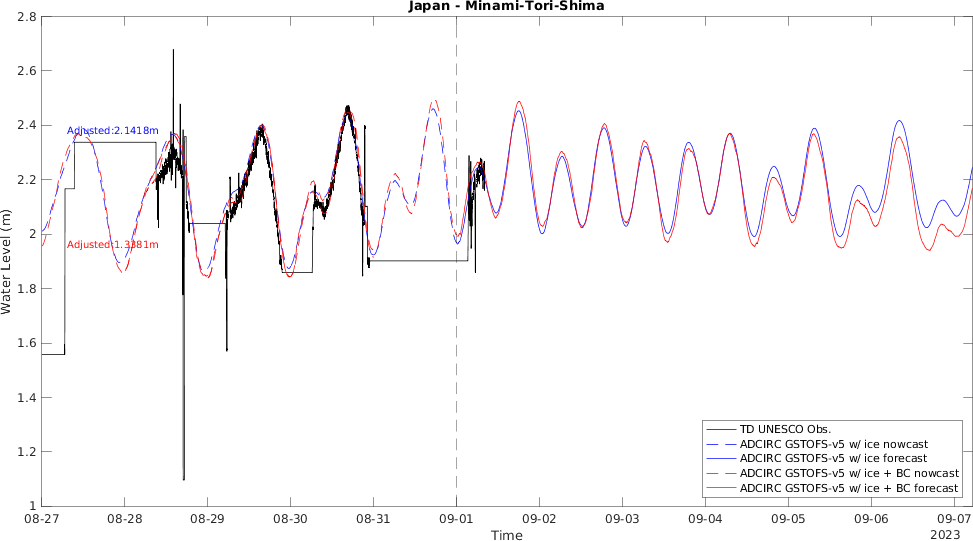 Japan - Minami-Tori-Shima
Water Level (m)
2.8
2.6
2.4
2.2
2
1.8
1.6
1.4
1.2
1
Adjusted:2.1418m
Adjusted:1.3381m
TD UNESCO Obs.
ADCIRC GSTOFS-v5 w/ ice nowcast
ADCIRC GSTOFS-v5 w/ ice forecast
ADCIRC GSTOFS-v5 w/ ice + BC nowcast
ADCIRC GSTOFS-v5 w/ ice + BC forecast
08-27 08-28 08-29 08-30 08-31 09-01 09-02 09-03 09-04 09-05 09-06 09-07
2023
Time